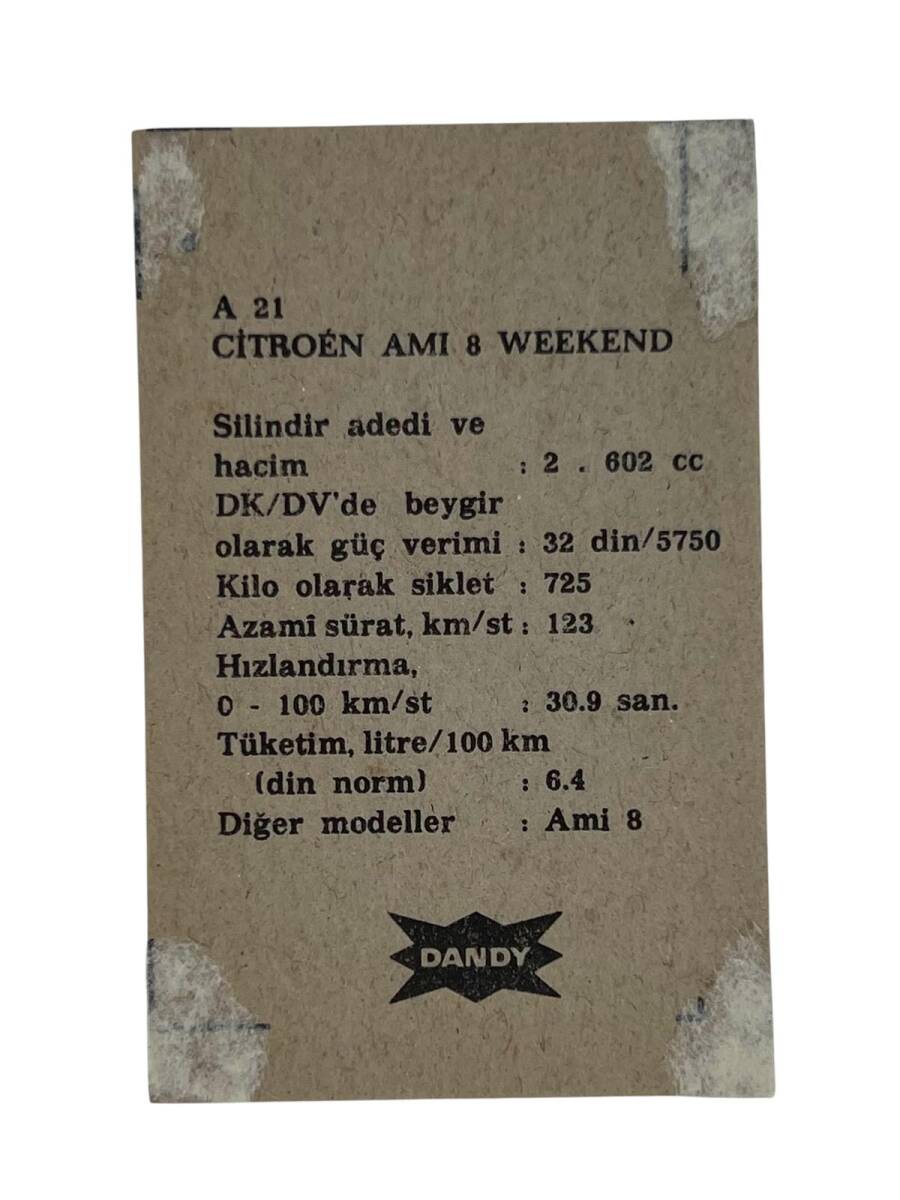 A 21
CİTROÉN AMI 8 WEEKEND
Silindir adedi ve
hacim : 2 . 602 cc
DK/DV'de beygir
olarak güç verimi : 32 din/5750
Kilo olarak siklet : 725
Azamî sürat, km/st : 123
Hızlandırma,
0 - 100 km/st : 30.9 san.
Tüketim, litre/100 km
(din norm) : 6.4
Diğer modeller : Ami 8
DANDY